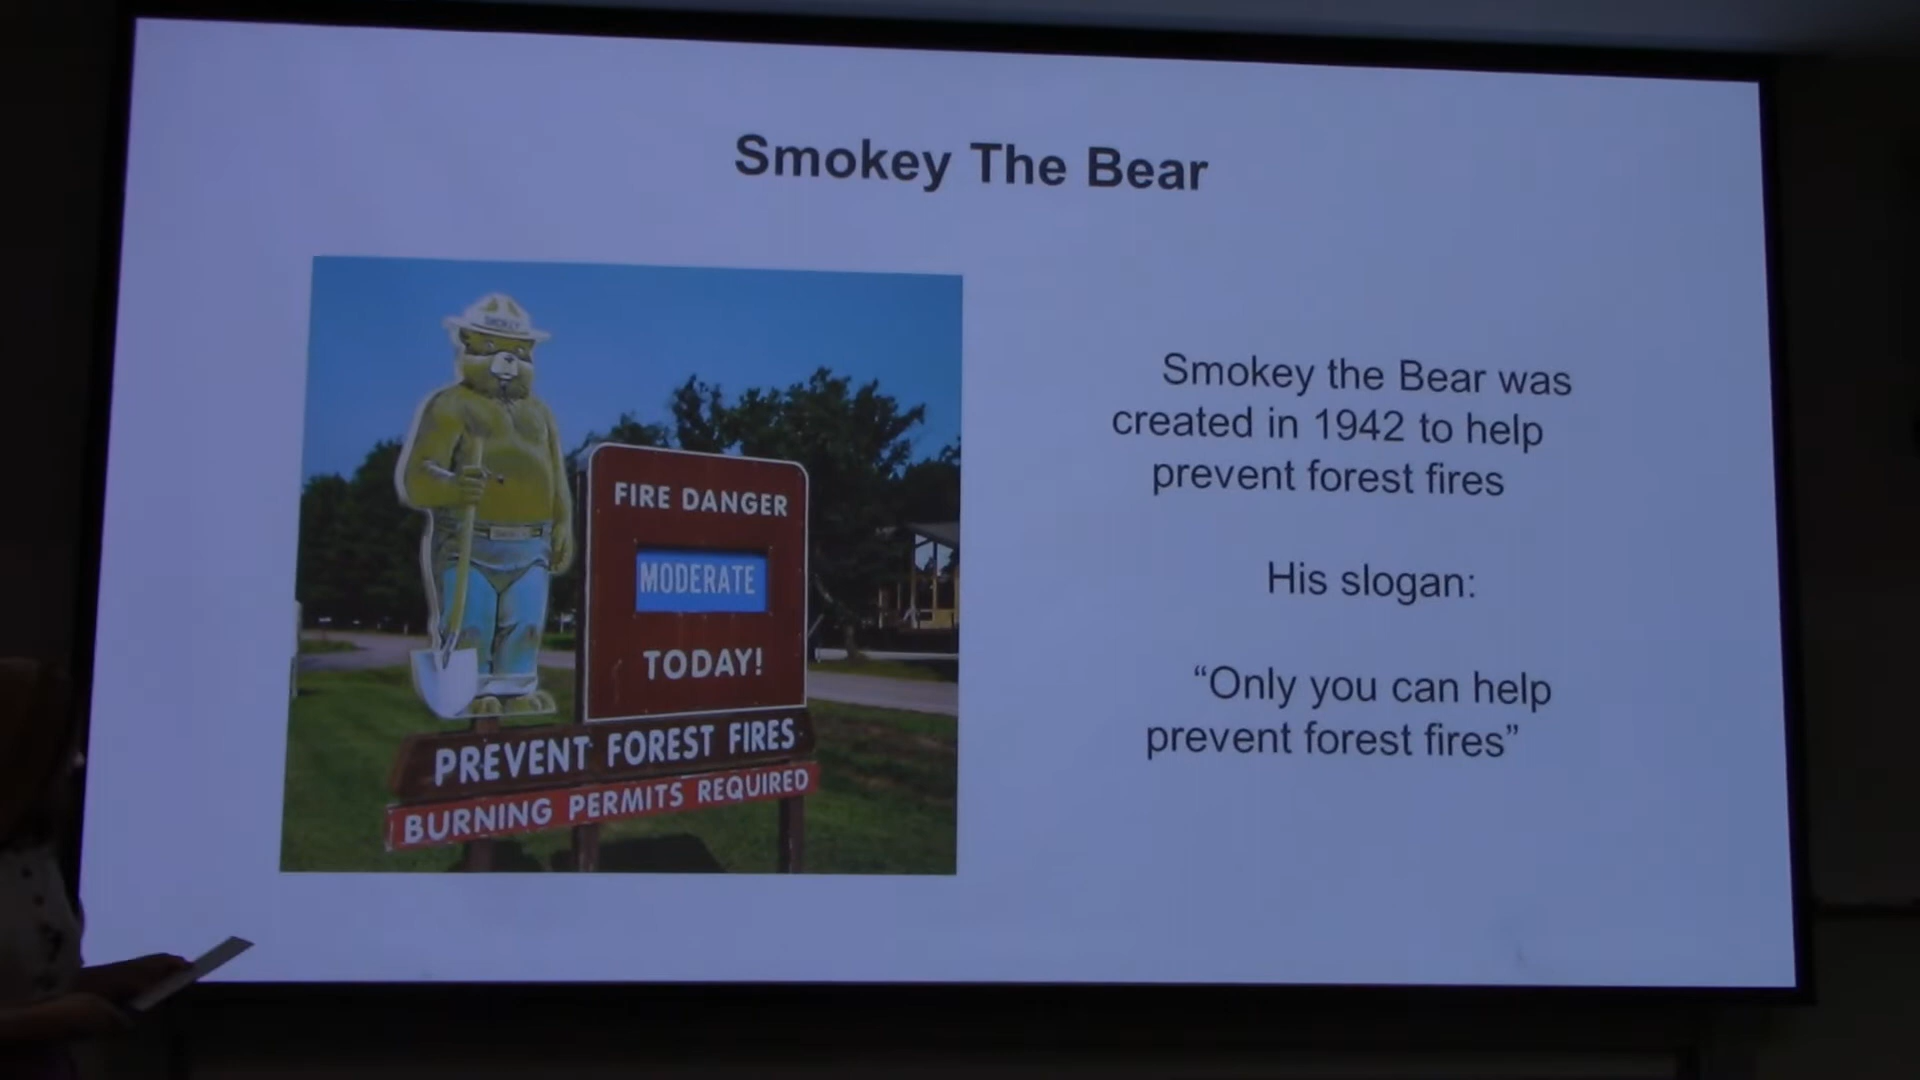 Smokey The Bear
SMOKEY
FIRE DANGER
MODERATE
TODAY!
PREVENT FOREST FIRES
BURNING PERMITS REQUIRED
Smokey the Bear was
created in 1942 to help
prevent forest fires
His slogan:
“Only you can help
prevent forest fires”